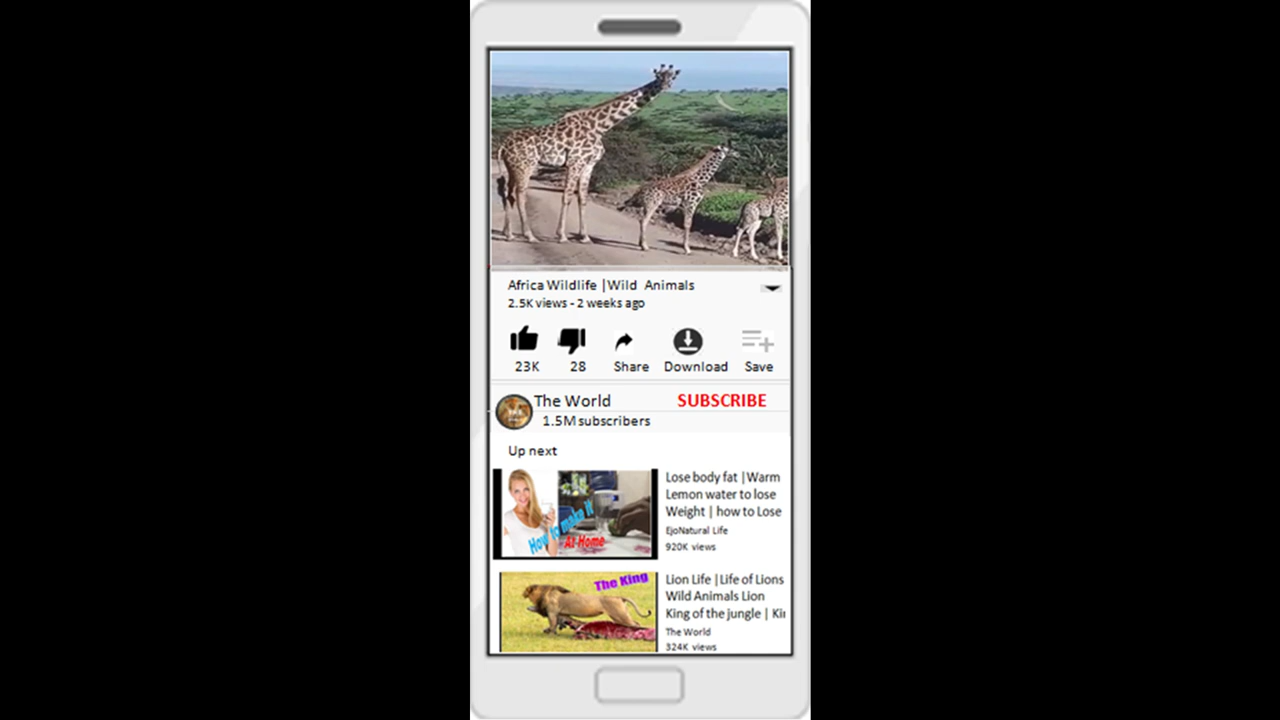 Africa Wildlife |Wild Animals
2.5K views - 2 weeks ago
23K 28 Share Download Save
The World SUBSCRIBE
1.5M subscribers
Up next
Lose body fat |Warm
Lemon water to lose
Weight | how to Lose
EjoNatural Life
920K views
How to make it
At Home
Lion Life |Life of Lions
Wild Animals Lion
King of the jungle | Kin
The World
324K views
The King